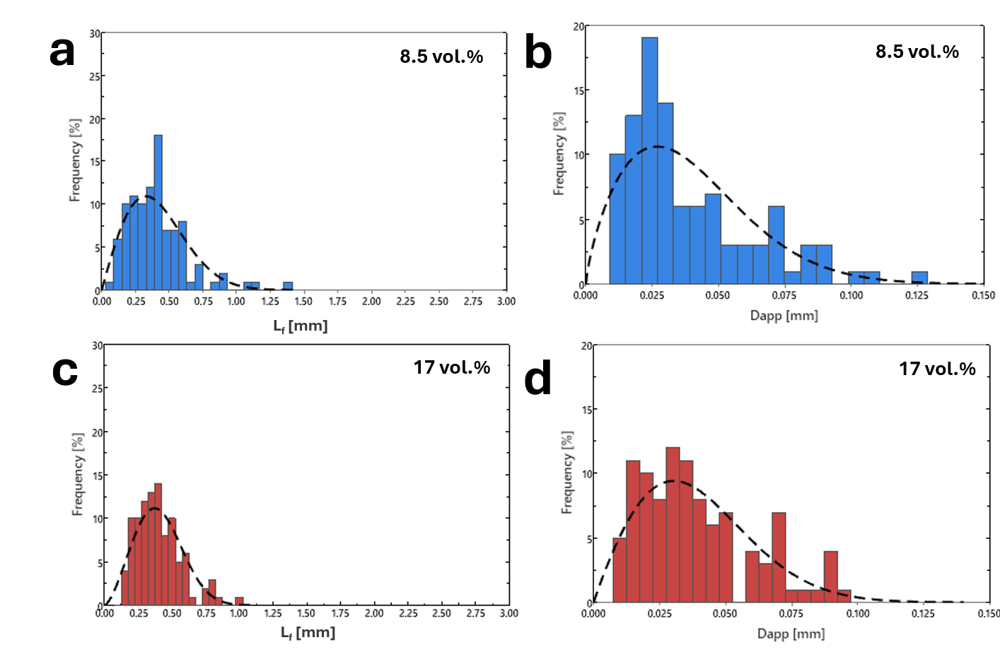 a
8.5 vol.%
Frequency [%]
30
25
20
15
10
5
0
0.00 0.25 0.50 0.75 1.00 1.25 1.50 1.75 2.00 2.25 2.50 2.75 3.00
Lf [mm]
b
8.5 vol.%
Frequency [%]
20
15
10
5
0
0.000 0.025 0.050 0.075 0.100 0.125 0.150
Dapp [mm]
c
17 vol.%
Frequency [%]
30
25
20
15
10
5
0
0.00 0.25 0.50 0.75 1.00 1.25 1.50 1.75 2.00 2.25 2.50 2.75 3.00
Lf [mm]
d
17 vol.%
Frequency [%]
20
15
10
5
0
0.000 0.025 0.050 0.075 0.100 0.125 0.150
Dapp [mm]